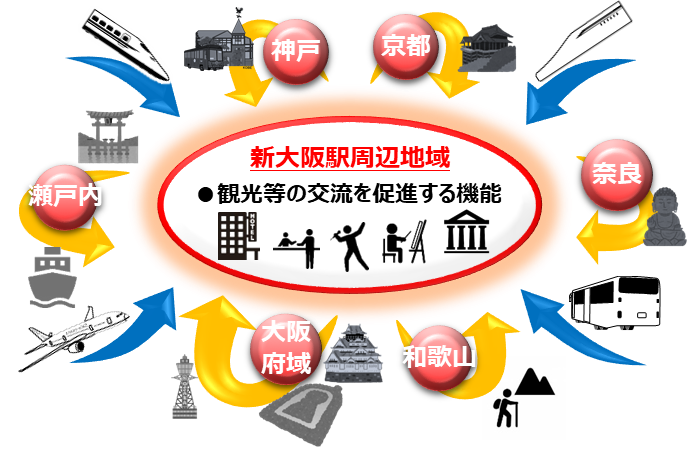 神戸
京都
新大阪駅周辺地域
●観光等の交流を促進する機能
HOTEL
瀬戸内
奈良
大阪
府域
和歌山